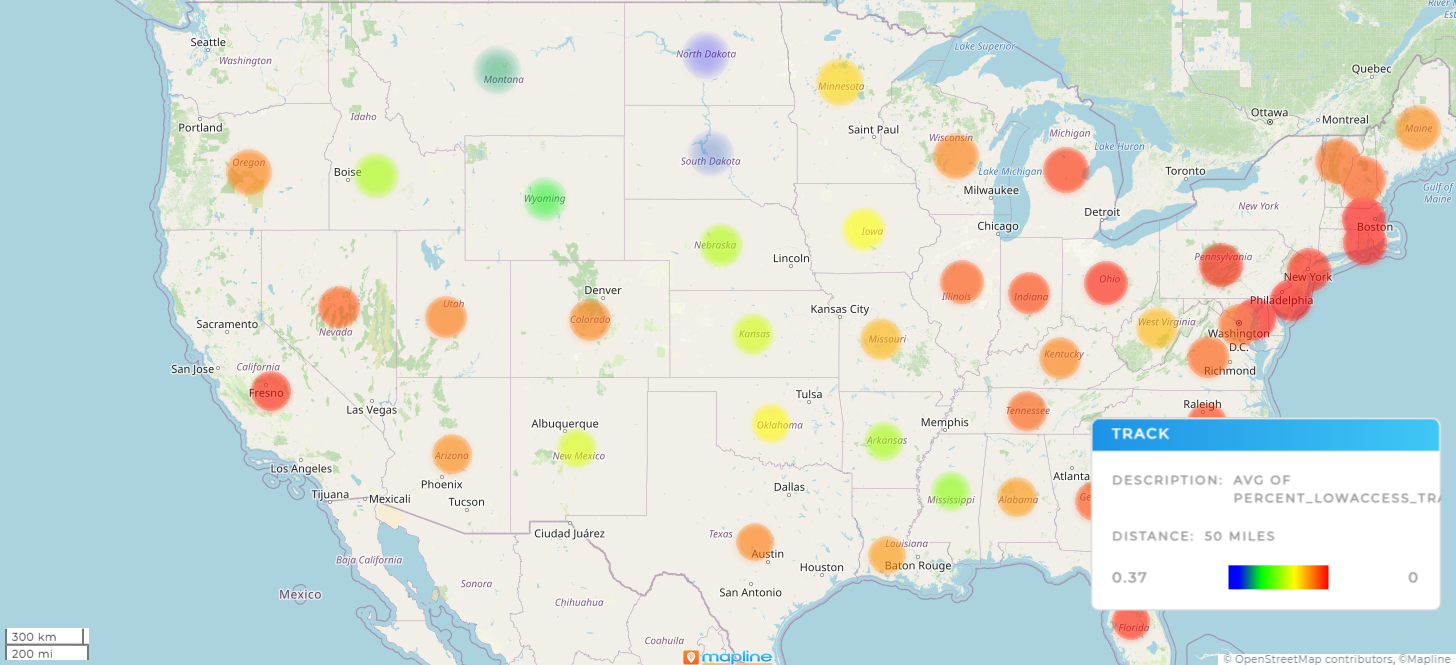 Seattle
Washington
Montana
North Dakota
Minnesota
Lake Superior
Quebec
Ottawa
Montreal
Maine
Portland
Idaho
Saint Paul
Wisconsin
Michigan
Lake Huron
Oregon
Boise
South Dakota
Lake Michigan
Toronto
Gulf of
Maine
Wyoming
Milwaukee
Detroit
New York
Chicago
Boston
Nebraska
Iowa
Lincoln
Pennsylvania
New York
Denver
Utah
Colorado
Kansas City
Illinois
Indiana
Ohio
Philadelphia
Sacramento
Nevada
Kansas
Missouri
West Virginia
Washington
D.C.
San Jose
California
Kentucky
Richmond
Fresno
Las Vegas
Tulsa
Memphis
Tennessee
Raleigh
Albuquerque
Oklahoma
Arkansas
Arizona
New Mexico
Los Angeles
Phoenix
Dallas
Atlanta
Tijuana
Mexicali
Tucson
Mississippi
Alabama
Ge
Ciudad Juárez
Texas
Austin
Louisiana
Baton Rouge
Houston
Baja California
Sonora
San Antonio
Mexico
Chihuahua
Coahuila
Florida
TRACK
DESCRIPTION: AVG OF
PERCENT_LOWACCESS_TRA
DISTANCE: 50 MILES
0.37 0
300 km
200 mi
mapline
© OpenStreetMap contributors, ©Mapline